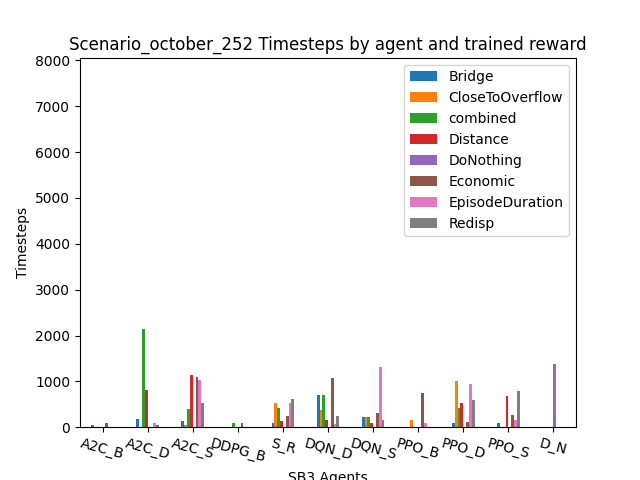 Scenario_october_252 Timesteps by agent and trained reward
8000
7000
6000
5000
4000
3000
2000
1000
0
Timesteps
Bridge
CloseToOverflow
combined
Distance
DoNothing
Economic
EpisodeDuration
Redisp
A2C_B
A2C_D
A2C_S
DDPG_B
S_R
DQN_D
DQN_S
PPO_B
PPO_D
PPO_S
D_N
SB3 Agents